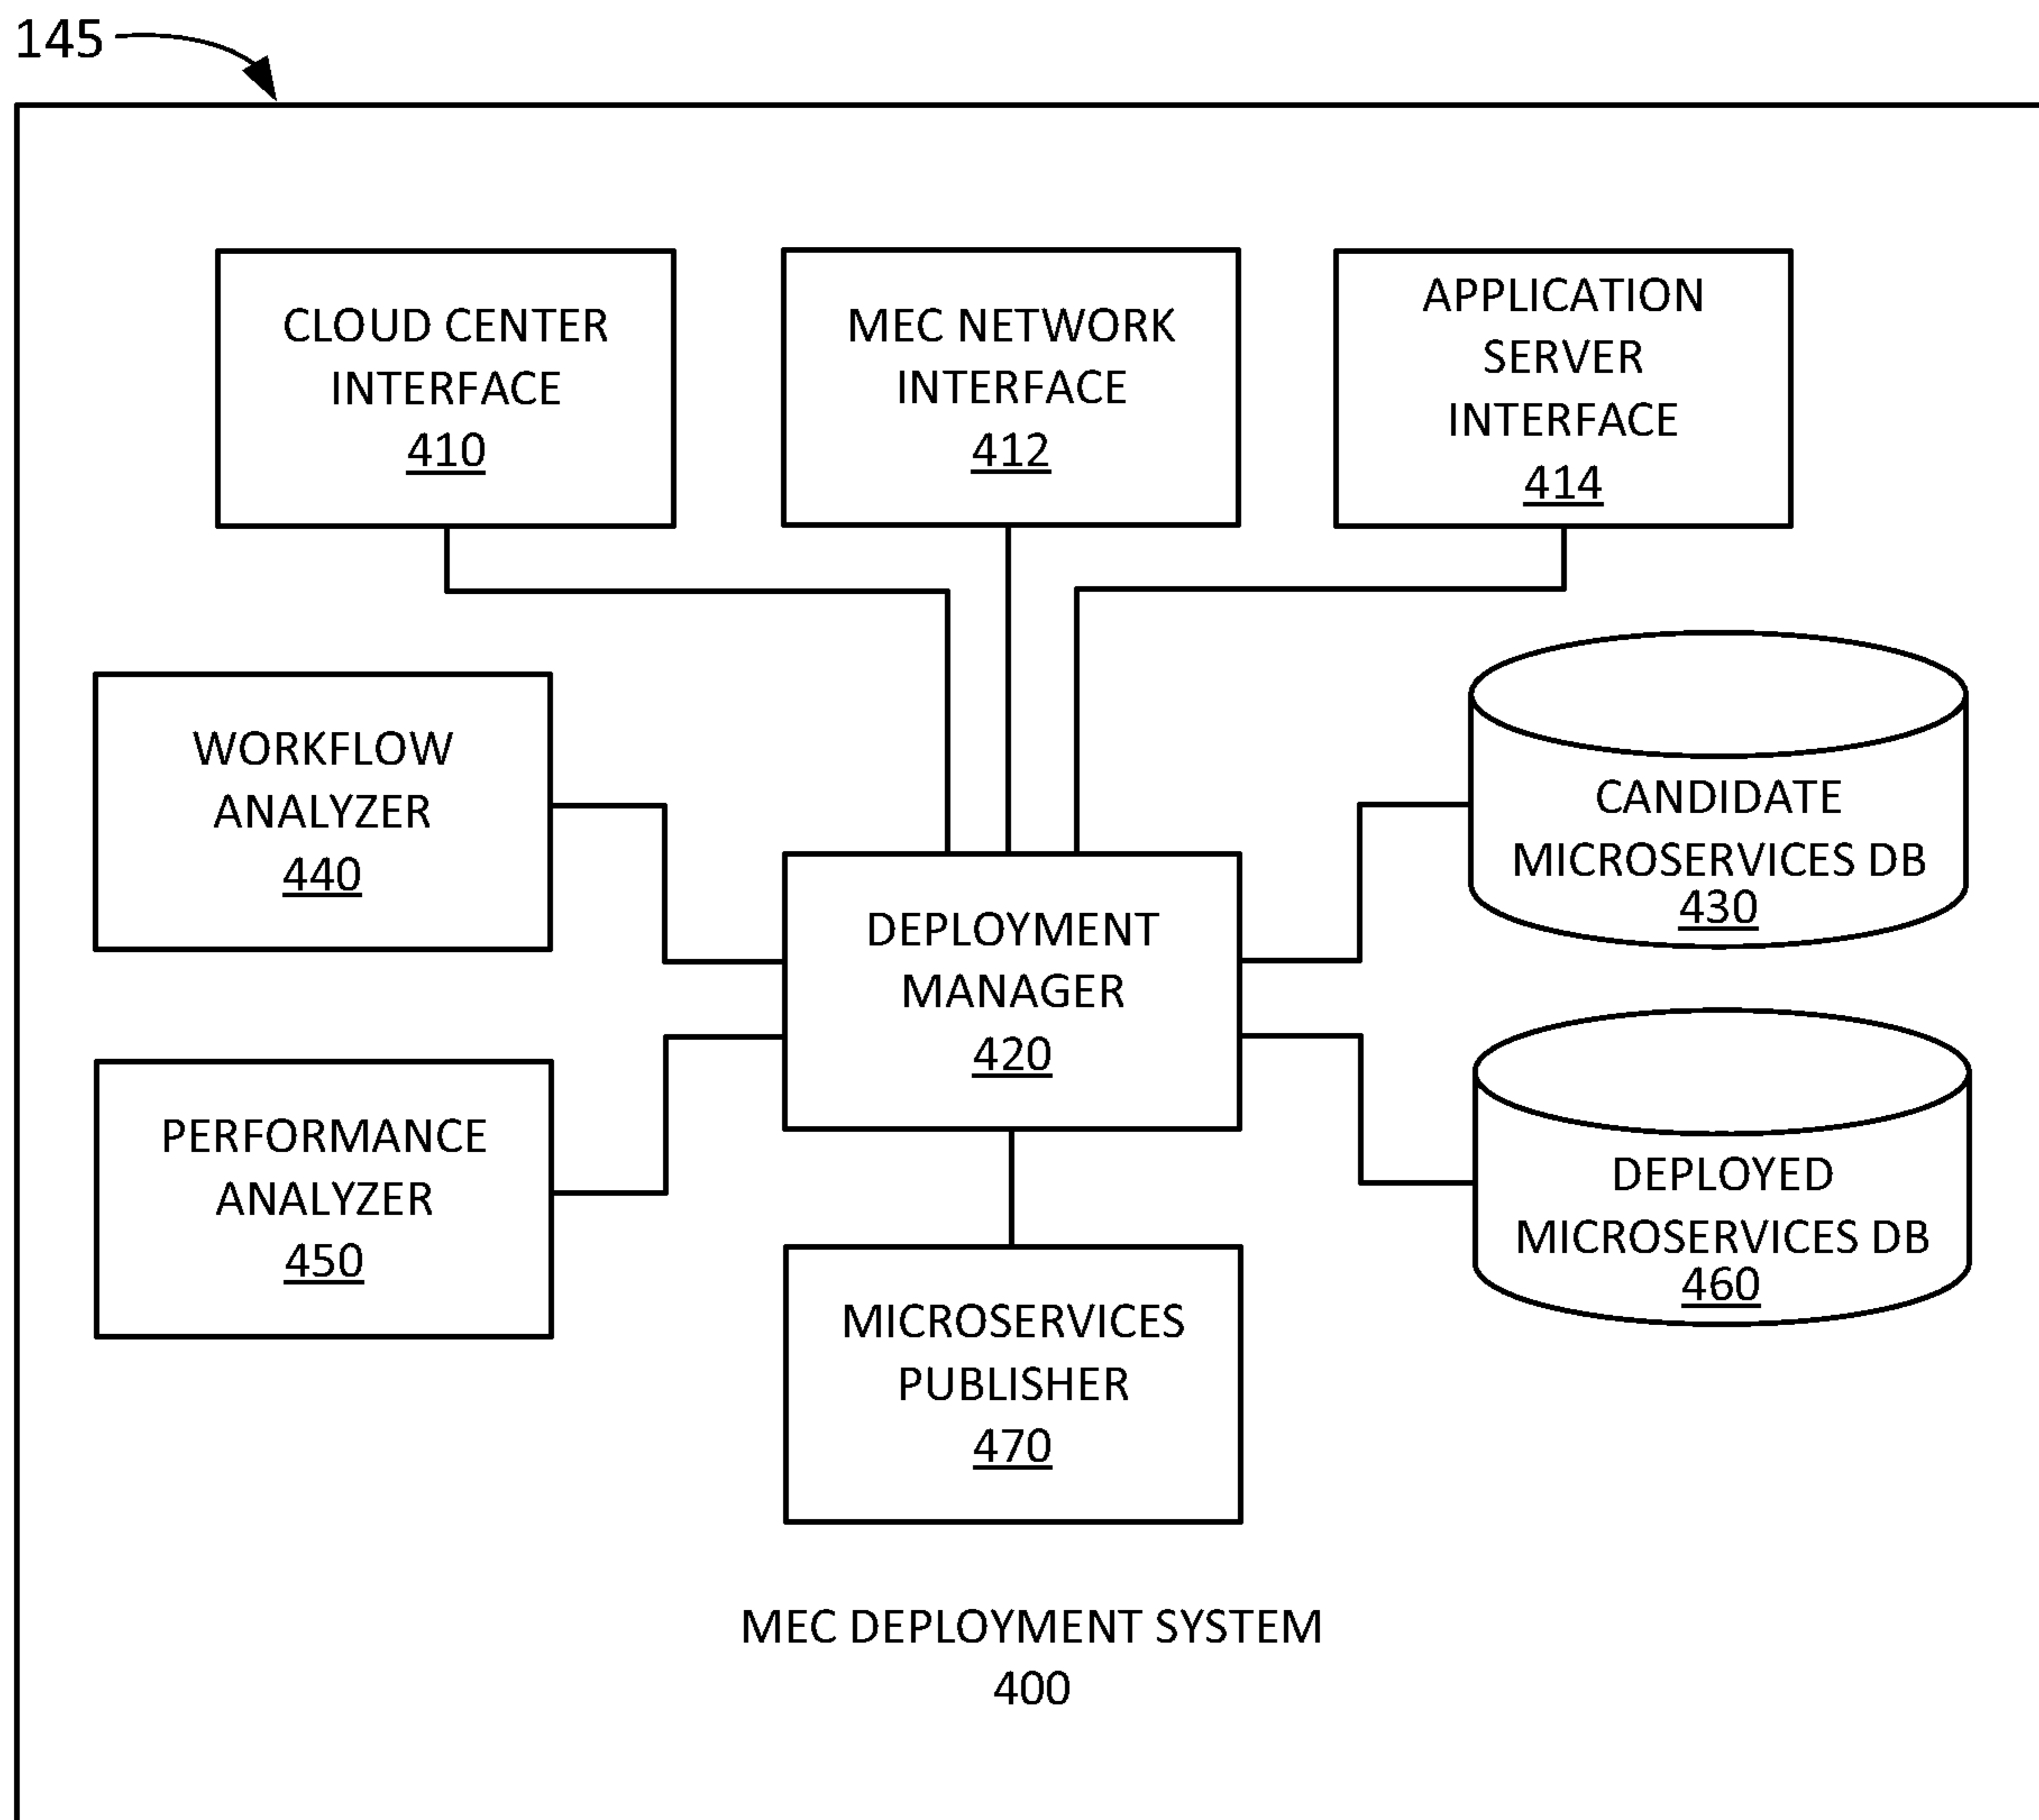 145
CLOUD CENTER
INTERFACE
410
MEC NETWORK
INTERFACE
412
APPLICATION
SERVER
INTERFACE
414
WORKFLOW
ANALYZER
440
CANDIDATE
MICROSERVICES DB
430
DEPLOYMENT
MANAGER
420
PERFORMANCE
ANALYZER
450
DEPLOYED
MICROSERVICES DB
460
MICROSERVICES
PUBLISHER
470
MEC DEPLOYMENT SYSTEM
400